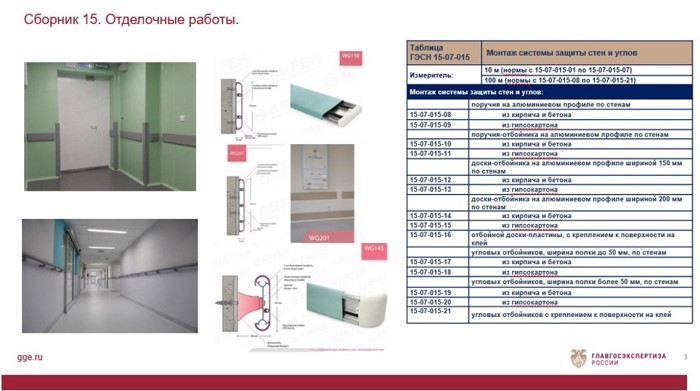 Сборник 15. Отделочные работы.
WG150
WG201
WG201
WG145
Таблица
ГЭСН 15-07-015
Монтаж системы защиты стен и углов
Измеритель:
10 м (нормы с 15-07-015-01 по 15-07-015-07)
100 м (нормы с 15-07-015-08 по 15-07-015-21)
Монтаж системы защиты стен и углов:
поручня на алюминиевом профиле по стенам
15-07-015-08 из кирпича и бетона
15-07-015-09 из гипсокартона
поручня-отбойника на алюминиевом профиле по стенам
15-07-015-10 из кирпича и бетона
15-07-015-11 из гипсокартона
доски-отбойника на алюминиевом профиле шириной 150 мм
по стенам
15-07-015-12 из кирпича и бетона
15-07-015-13 из гипсокартона
доски-отбойника на алюминиевом профиле шириной 200 мм
по стенам
15-07-015-14 из кирпича и бетона
15-07-015-15 из гипсокартона
15-07-015-16 отбойной доски-пластины, с креплением к поверхности на
клей
угловых отбойников, ширина полки до 50 мм, по стенам
15-07-015-17 из кирпича и бетона
15-07-015-18 из гипсокартона
угловых отбойников, ширина полки более 50 мм, по стенам
15-07-015-19 из кирпича и бетона
15-07-015-20 из гипсокартона
15-07-015-21 угловых отбойников с креплением к поверхности на клей
gge.ru
ГЛАВГОСЭКСПЕРТИЗА
РОССИИ
3